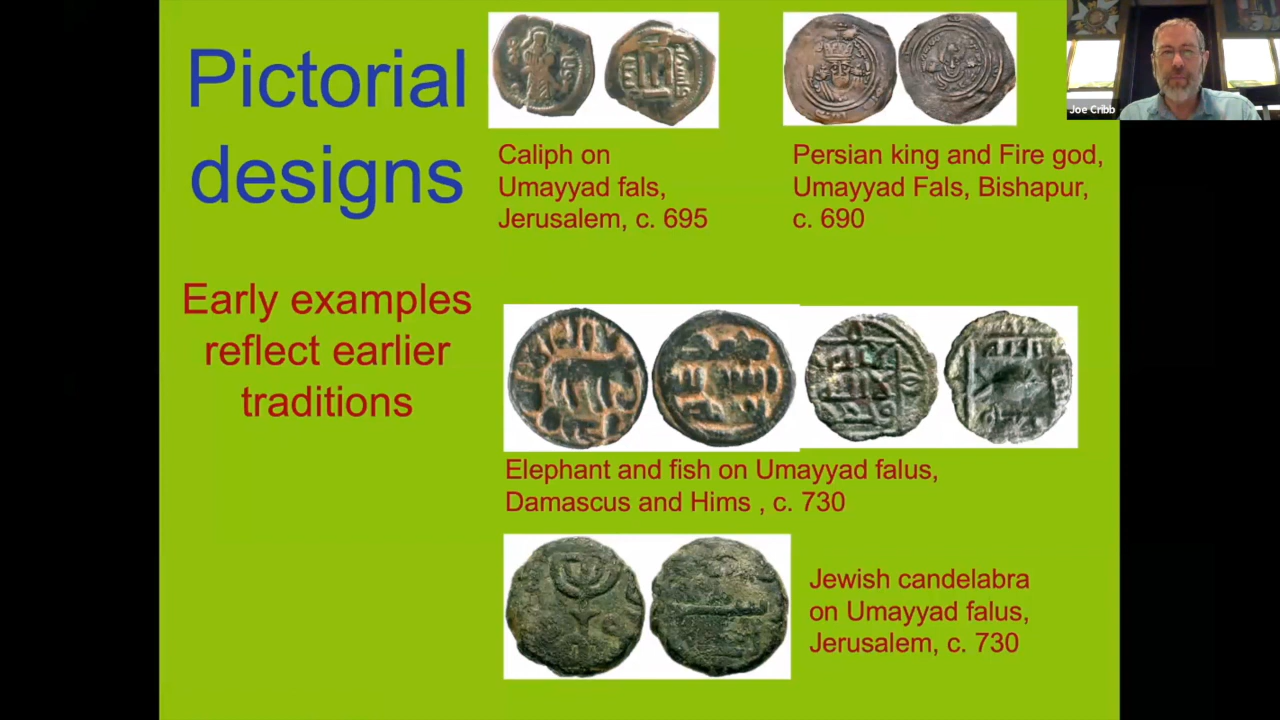 Pictorial
designs
Early examples
reflect earlier
traditions
Caliph on
Umayyad fals,
Jerusalem, c. 695
Persian king and Fire god,
Umayyad Fals, Bishapur,
c. 690
Elephant and fish on Umayyad falus,
Damascus and Hims , c. 730
Jewish candelabra
on Umayyad falus,
Jerusalem, c. 730
Joe Cribb